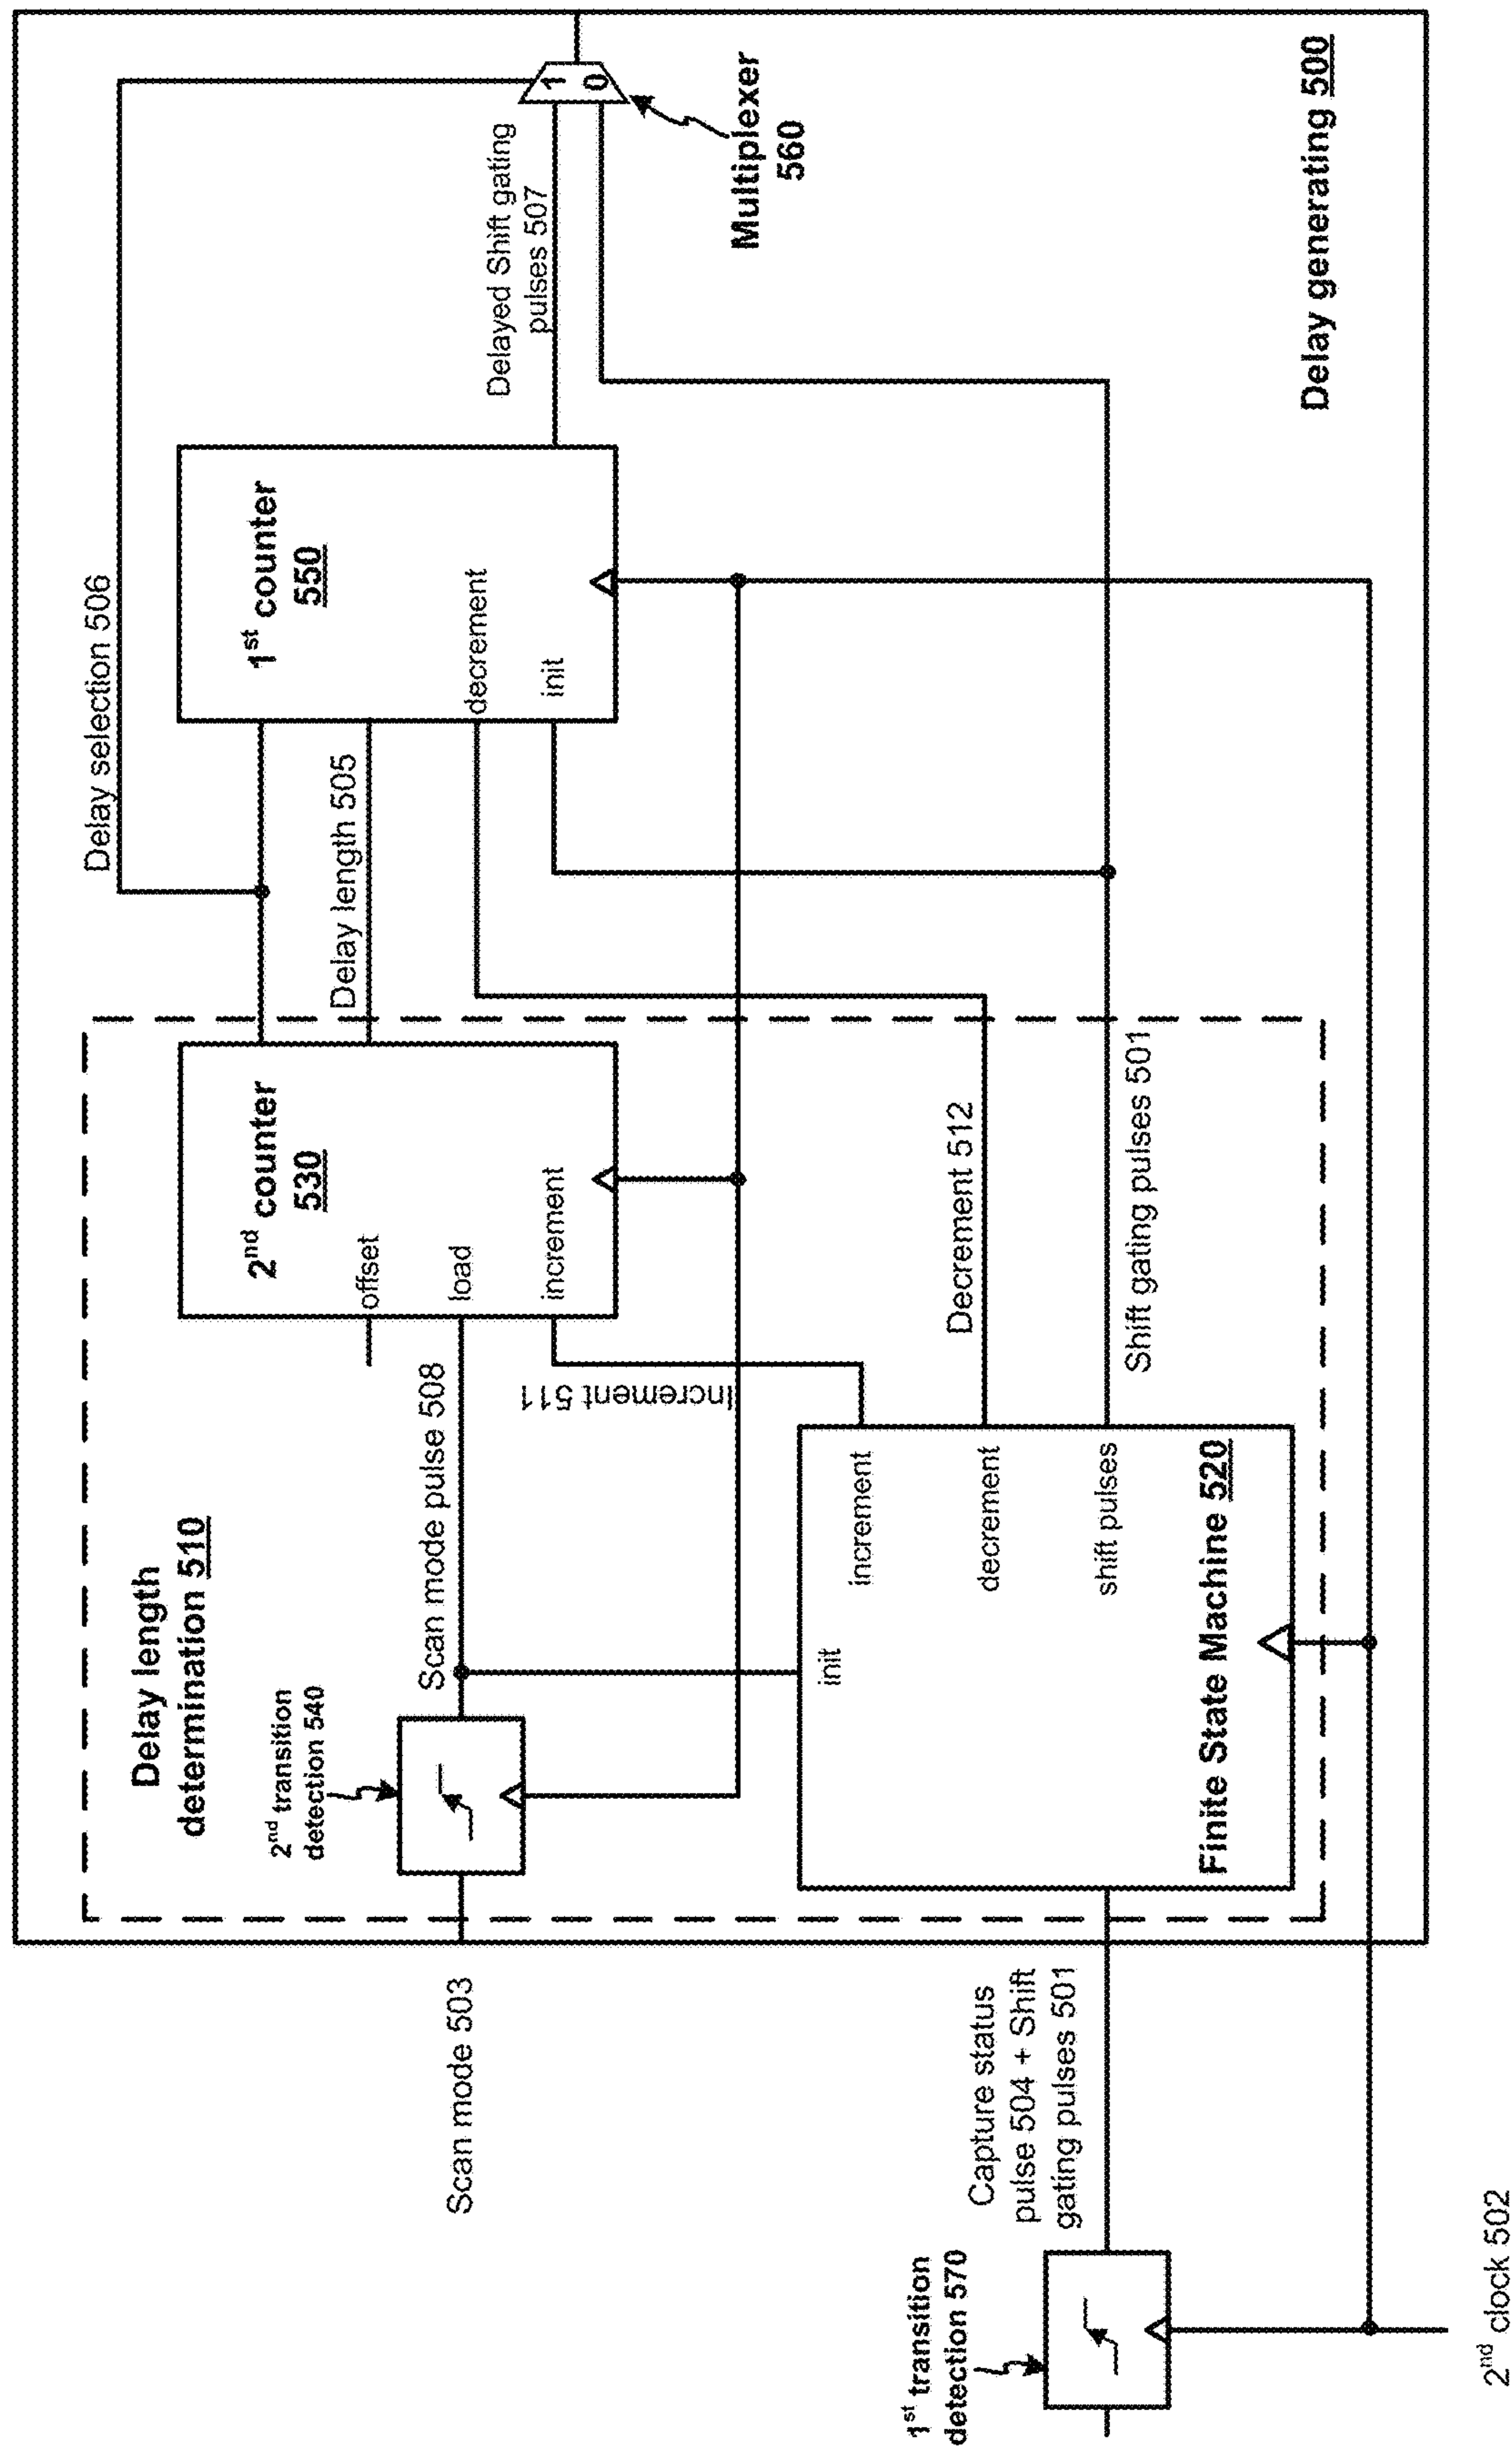 Delay length
determination 510
2nd transition
detection 540
Scan mode 503
Scan mode pulse 508
2nd counter
530
offset
load
increment
Increment 511
Delay selection 506
Delay length 505
1st counter
550
decrement
init
Delayed Shift gating
pulses 507
1
0
Multiplexer
560
1st transition
detection 570
Capture status
pulse 504 + Shift
gating pulses 501
init
increment
decrement
shift pulses
Finite State Machine 520
Decrement 512
Shift gating pulses 501
Delay generating 500
2nd clock 502